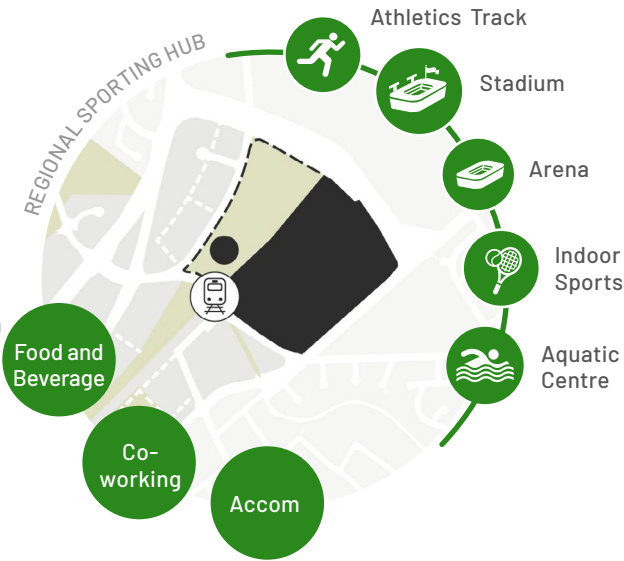 REGIONAL SPORTING HUB
Athletics Track
Stadium
Arena
Indoor
Sports
Aquatic
Centre
Food and
Beverage
Co-
working
Accom